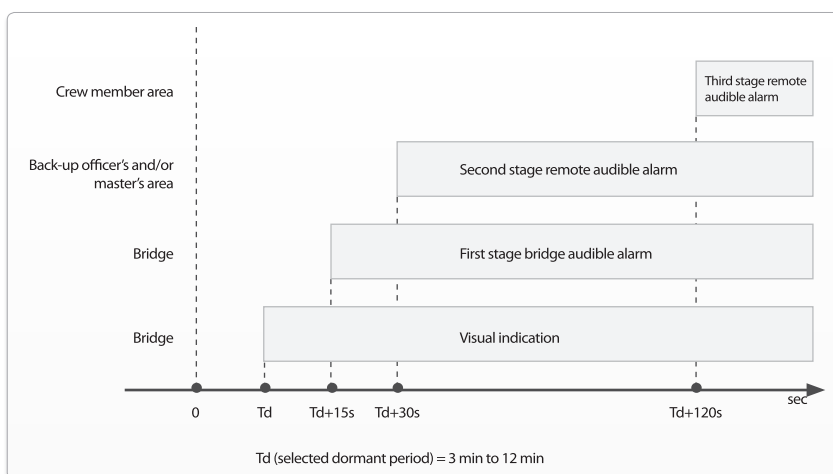 Crew member area
Third stage remote
audible alarm
Back-up officer's and/or
master's area
Second stage remote audible alarm
Bridge
First stage bridge audible alarm
Bridge
Visual indication
sec
0
Td
Td+15s
Td+30s
Td+120s
Td (selected dormant period) = 3 min to 12 min